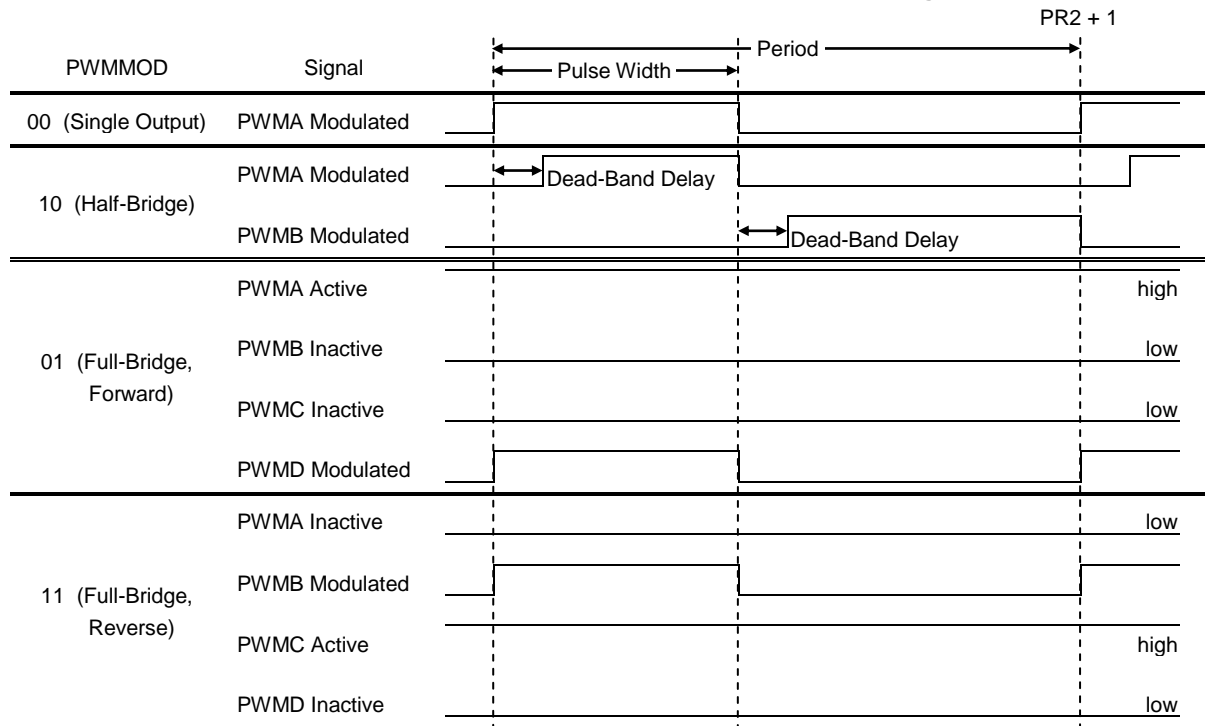 PR2 + 1
Period
PWMMOD Signal Pulse Width
00 (Single Output) PWMA Modulated
PWMA Modulated
Dead-Band Delay
10 (Half-Bridge)
PWMB Modulated
Dead-Band Delay
PWMA Active high
PWMB Inactive low
01 (Full-Bridge,
Forward)
PWMC Inactive low
PWMD Modulated
PWMA Inactive low
PWMB Modulated
11 (Full-Bridge,
Reverse)
PWMC Active high
PWMD Inactive low